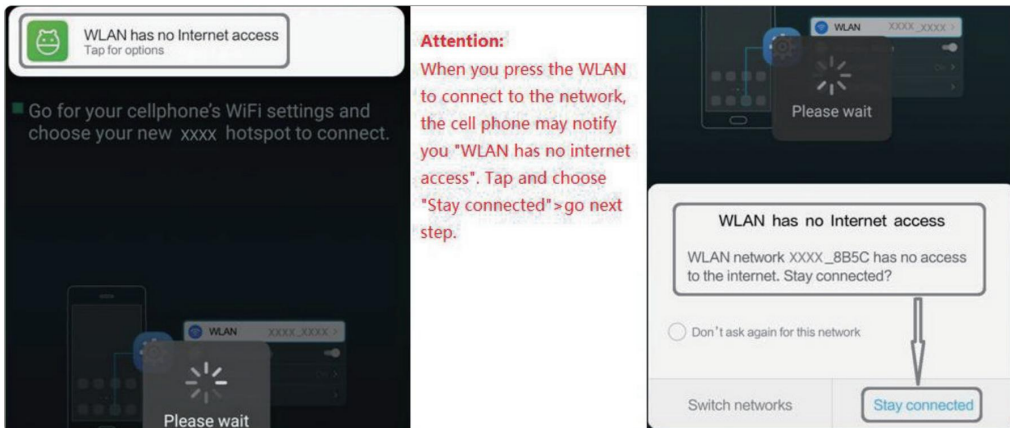 WLAN has no Internet access
Tap for options
Go for your cellphone's WiFi settings and
choose your new xxxx hotspot to connect.
WLAN XXXX_XXXX >
Please wait
Attention:
When you press the WLAN
to connect to the network,
the cell phone may notify
you "WLAN has no internet
access". Tap and choose
"Stay connected">go next
step.
WLAN XXXX_XXXX >
Please wait
WLAN has no Internet access
WLAN network XXXX_8B5C has no access
to the internet. Stay connected?
Don't ask again for this network
Switch networks
Stay connected